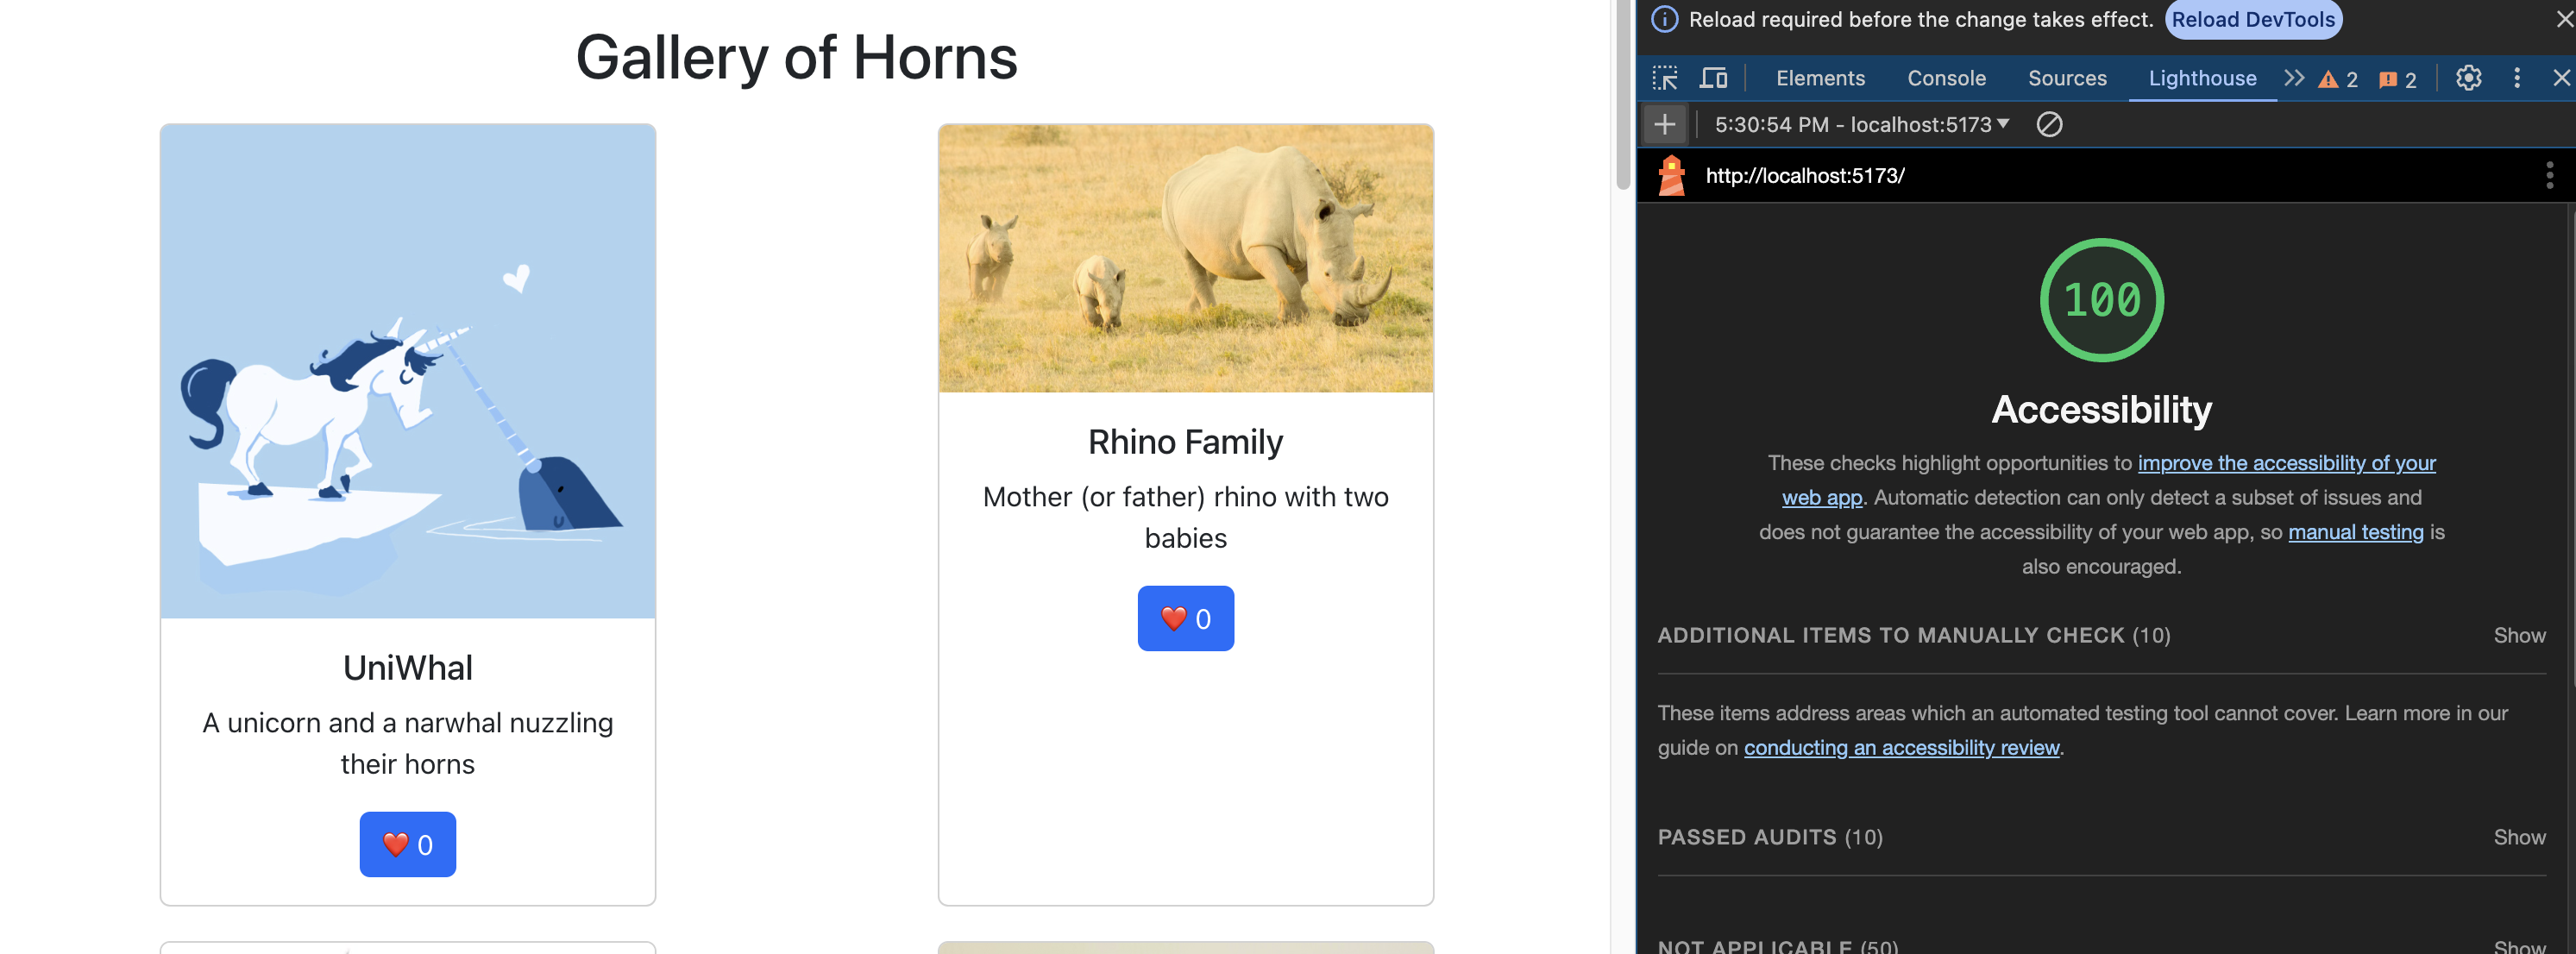 Gallery of Horns
UniWhal
A unicorn and a narwhal nuzzling
their horns
❤️ 0
Rhino Family
Mother (or father) rhino with two
babies
❤️ 0
Reload required before the change takes effect. Reload DevTools
Elements Console Sources Lighthouse 2 2
5:30:54 PM - localhost:5173
http://localhost:5173/
100
Accessibility
These checks highlight opportunities to improve the accessibility of your
web app. Automatic detection can only detect a subset of issues and
does not guarantee the accessibility of your web app, so manual testing is
also encouraged.
ADDITIONAL ITEMS TO MANUALLY CHECK (10) Show
These items address areas which an automated testing tool cannot cover. Learn more in our
guide on conducting an accessibility review.
PASSED AUDITS (10) Show
NOT APPLICABLE (50) Show